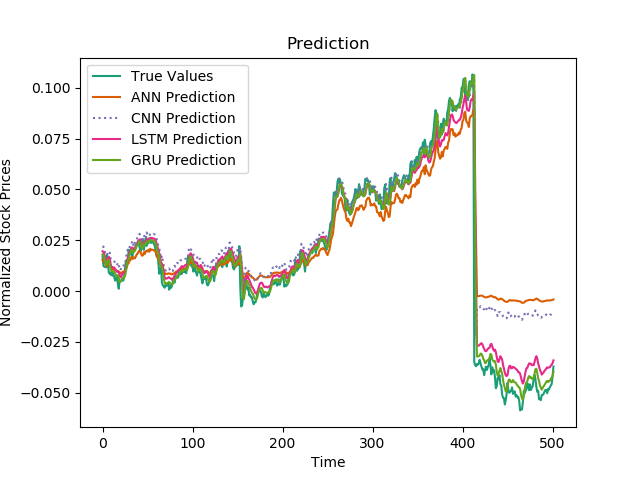 Prediction
True Values
ANN Prediction
CNN Prediction
LSTM Prediction
GRU Prediction
0.100
0.075
0.050
0.025
0.000
−0.025
−0.050
Normalized Stock Prices
0 100 200 300 400 500
Time